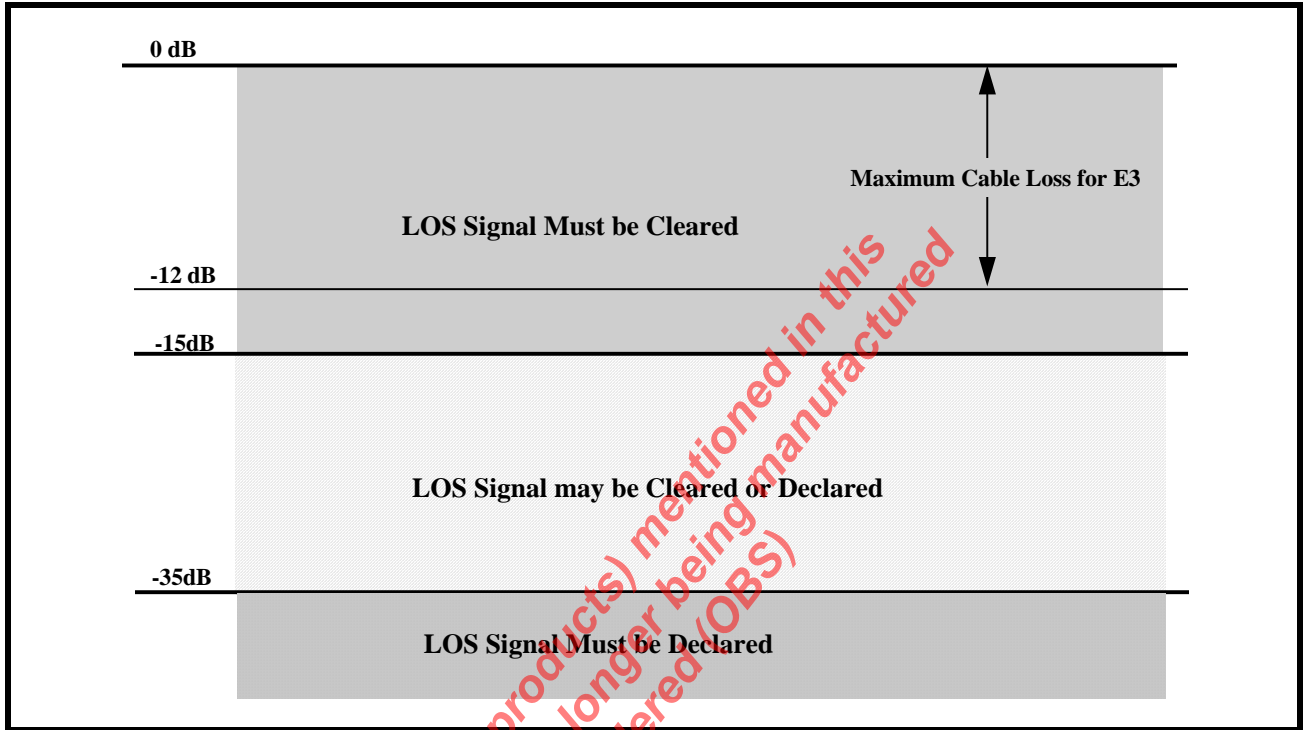 0 dB
Maximum Cable Loss for E3
LOS Signal Must be Cleared
-12 dB
-15dB
LOS Signal may be Cleared or Declared
-35dB
LOS Signal Must be Declared
products) mentioned in this
longer being manufactured
(OBS)